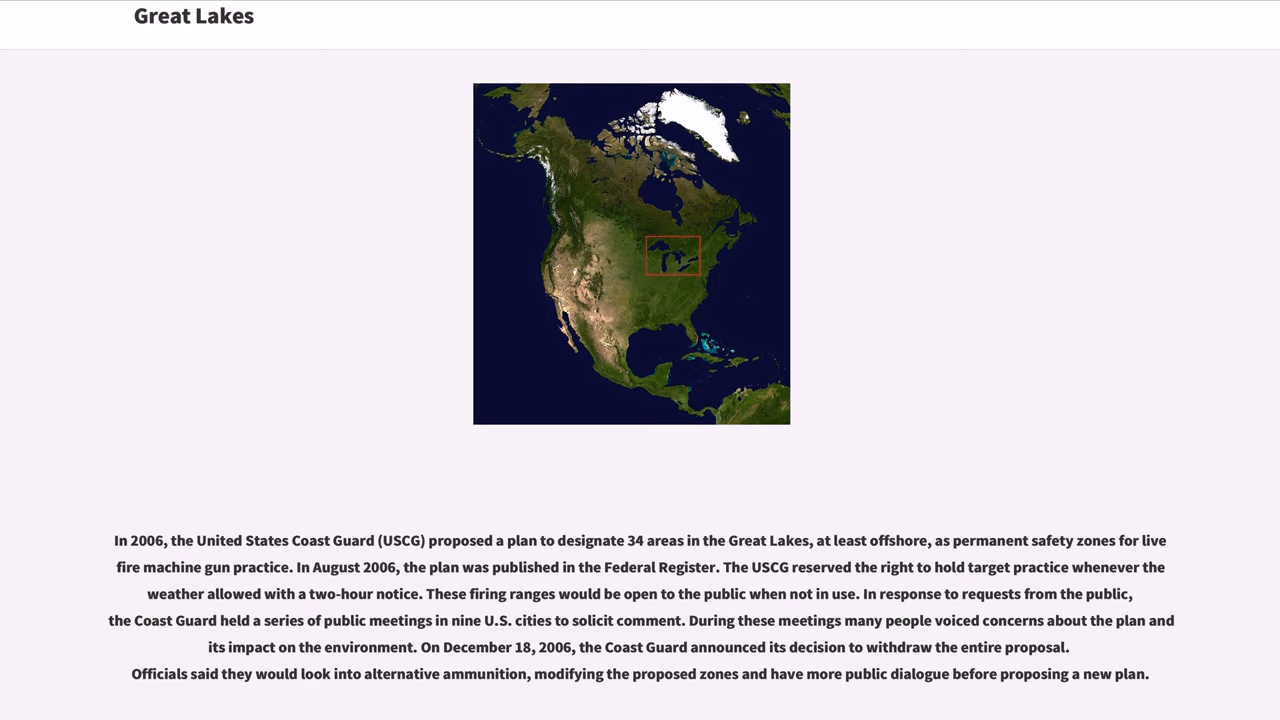 Great Lakes
In 2006, the United States Coast Guard (USCG) proposed a plan to designate 34 areas in the Great Lakes, at least offshore, as permanent safety zones for live
fire machine gun practice. In August 2006, the plan was published in the Federal Register. The USCG reserved the right to hold target practice whenever the
weather allowed with a two-hour notice. These firing ranges would be open to the public when not in use. In response to requests from the public,
the Coast Guard held a series of public meetings in nine U.S. cities to solicit comment. During these meetings many people voiced concerns about the plan and
its impact on the environment. On December 18, 2006, the Coast Guard announced its decision to withdraw the entire proposal.
Officials said they would look into alternative ammunition, modifying the proposed zones and have more public dialogue before proposing a new plan.